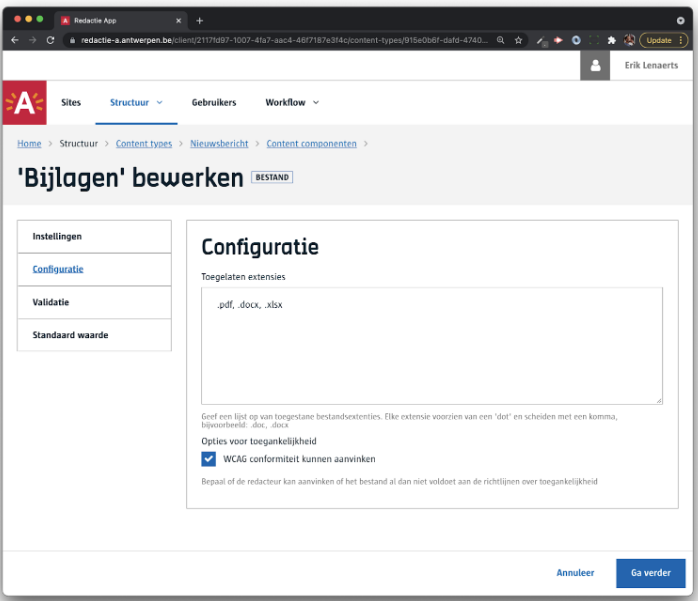 Redactie App
redactie-a.antwerpen.be/client/2117fd97-1007-4fa7-aac4-46f7187e3f4c/content-types/915e0b6f-dafd-4740...
Update
Erik Lenaerts
A
Sites
Structuur
Gebruikers
Workflow
Home > Structuur > Content types > Nieuwsbericht > Content componenten >
'Bijlagen' bewerken BESTAND
Instellingen
Configuratie
Validatie
Standaard waarde
Configuratie
Toegelaten extensies
.pdf, .docx, .xlsx
Geef een lijst op van toegestane bestandsextenties. Elke extensie voorzien van een 'dot' en scheiden met een komma,
bijvoorbeeld: .doc, .docx
Opties voor toegankelijkheid
WCAG conformiteit kunnen aanvinken
Bepaal of de redacteur kan aanvinken of het bestand al dan niet voldoet aan de richtlijnen over toegankelijkheid
Annuleer
Ga verder